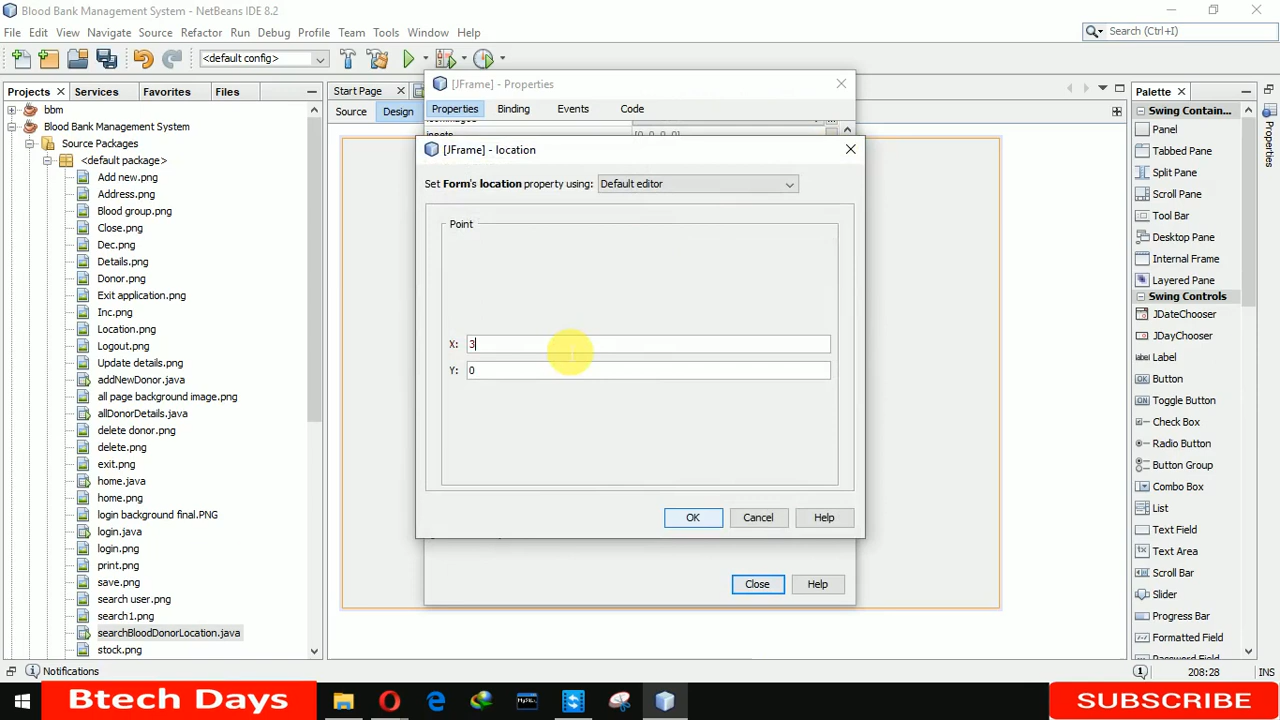 Blood Bank Management System - NetBeans IDE 8.2
File Edit View Navigate Source Refactor Run Debug Profile Team Tools Window Help
Search (Ctrl+I)
<default config>
Projects Services Favorites Files
bbm
Blood Bank Management System
Source Packages
<default package>
Add new.png
Address.png
Blood group.png
Close.png
Dec.png
Details.png
Donor.png
Exit application.png
Inc.png
Location.png
Logout.png
Update details.png
addNewDonor.java
all page background image.png
allDonorDetails.java
delete donor.png
delete.png
exit.png
home.java
home.png
login background final.PNG
login.java
login.png
print.png
save.png
search user.png
search1.png
searchBloodDonorLocation.java
stock.png
Start Page
Source Design
[JFrame] - Properties
Properties Binding Events Code
[JFrame] - location
Set Form's location property using: Default editor
Point
X: 3
Y: 0
OK Cancel Help
Close Help
Palette
Swing Contain...
Panel
Tabbed Pane
Split Pane
Scroll Pane
Tool Bar
Desktop Pane
Internal Frame
Layered Pane
Swing Controls
JDateChooser
JDayChooser
Label
Button
Toggle Button
Check Box
Radio Button
Button Group
Combo Box
List
Text Field
Text Area
Scroll Bar
Slider
Progress Bar
Formatted Field
Properties
Notifications
208:28 INS
Btech Days
SUBSCRIBE